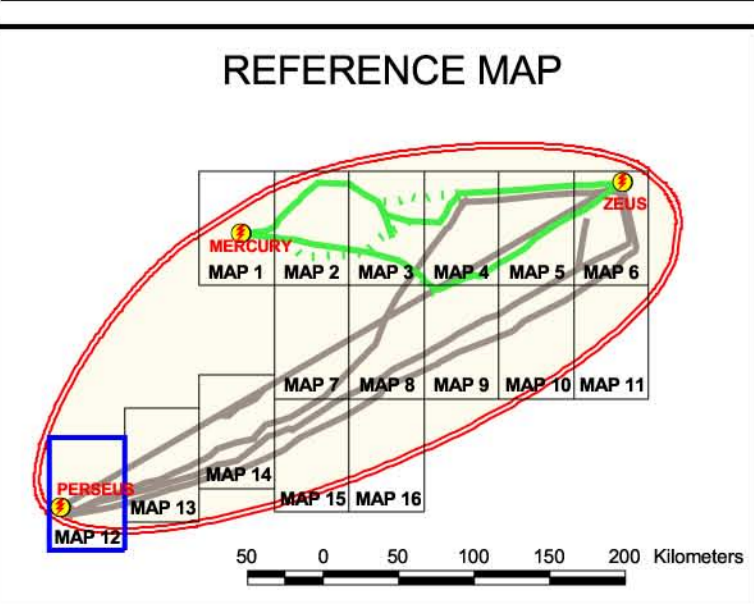 REFERENCE MAP
ZEUS
MERCURY
MAP 1
MAP 2
MAP 3
MAP 4
MAP 5
MAP 6
MAP 7
MAP 8
MAP 9
MAP 10
MAP 11
MAP 14
PERSEUS
MAP 13
MAP 15
MAP 16
MAP 12
50 0 50 100 150 200 Kilometers